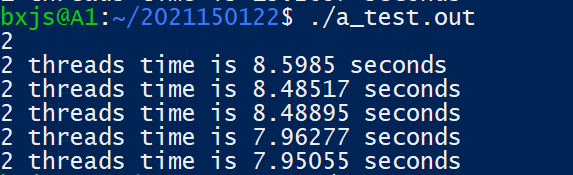 bxjs@A1:~/2021150122$ ./a_test.out
2
2 threads time is 8.5985 seconds
2 threads time is 8.48517 seconds
2 threads time is 8.48895 seconds
2 threads time is 7.96277 seconds
2 threads time is 7.95055 seconds